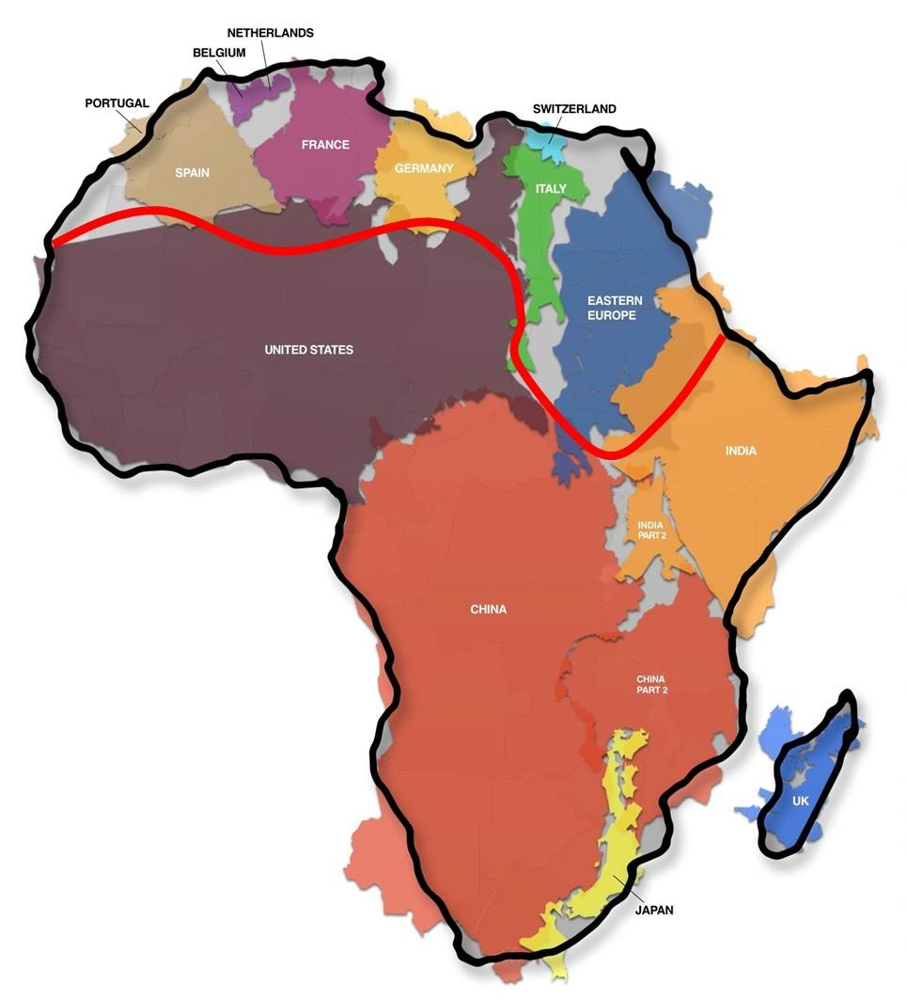 NETHERLANDS
BELGIUM
PORTUGAL
SWITZERLAND
FRANCE
GERMANY
SPAIN
ITALY
EASTERN
EUROPE
UNITED STATES
INDIA
INDIA
PART 2
CHINA
CHINA
PART 2
UK
JAPAN